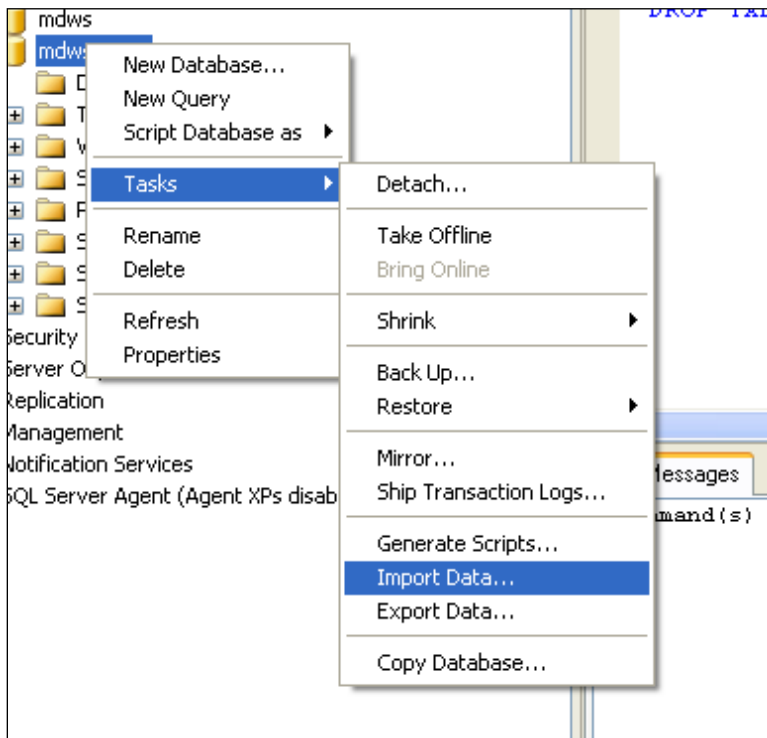 mdws
mdws
New Database...
New Query
Script Database as
Tasks
Rename
Delete
Refresh
Properties
Detach...
Take Offline
Bring Online
Shrink
Back Up...
Restore
Mirror...
Ship Transaction Logs...
Generate Scripts...
Import Data...
Export Data...
Copy Database...
Security
Server O
Replication
Management
Notification Services
SQL Server Agent (Agent XPs disab
DROP
Messages
mmand(s)